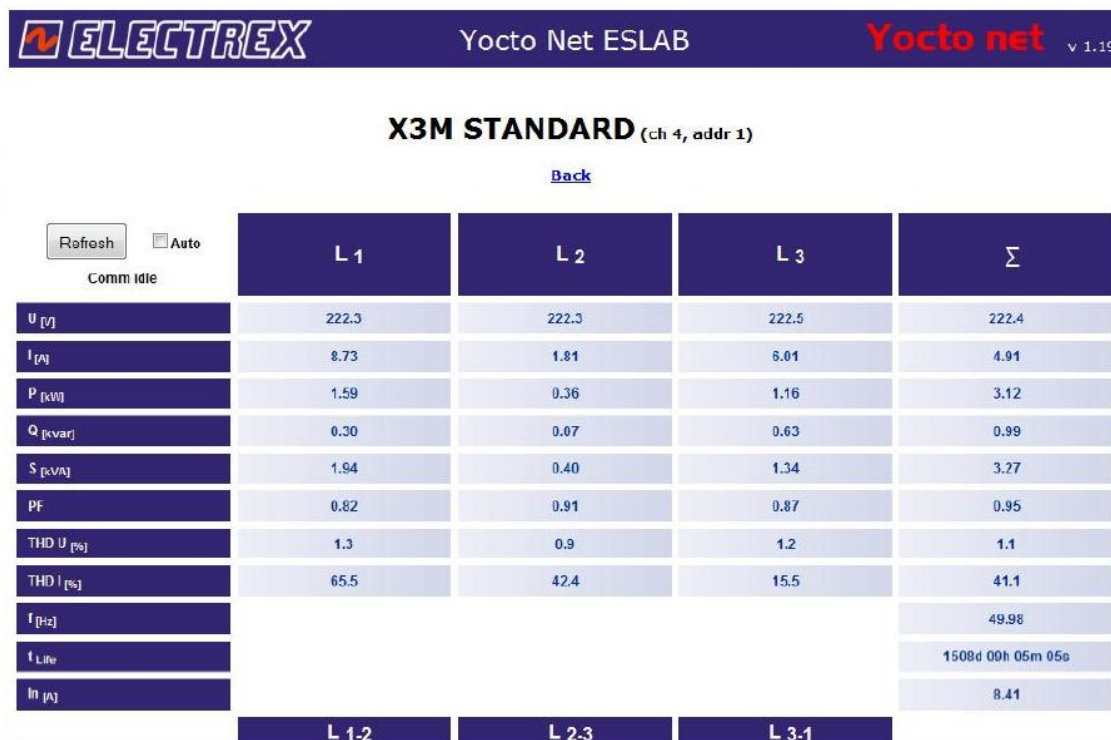 ELECTREX Yocto Net ESLAB Yocto net v 1.19
X3M STANDARD (ch 4, addr 1)
Back
Refresh Auto
Comm Idle
L 1 L 2 L 3 Σ
U [V] 222.3 222.3 222.5 222.4
I [A] 8.73 1.81 6.01 4.91
P [kW] 1.59 0.36 1.16 3.12
Q [kvar] 0.30 0.07 0.63 0.99
S [kVA] 1.94 0.40 1.34 3.27
PF 0.82 0.91 0.87 0.95
THD U [%] 1.3 0.9 1.2 1.1
THD I [%] 65.5 42.4 15.5 41.1
f [Hz] 49.98
t Life 1508d 09h 05m 05s
In [A] 8.41
L 1-2 L 2-3 L 3-1